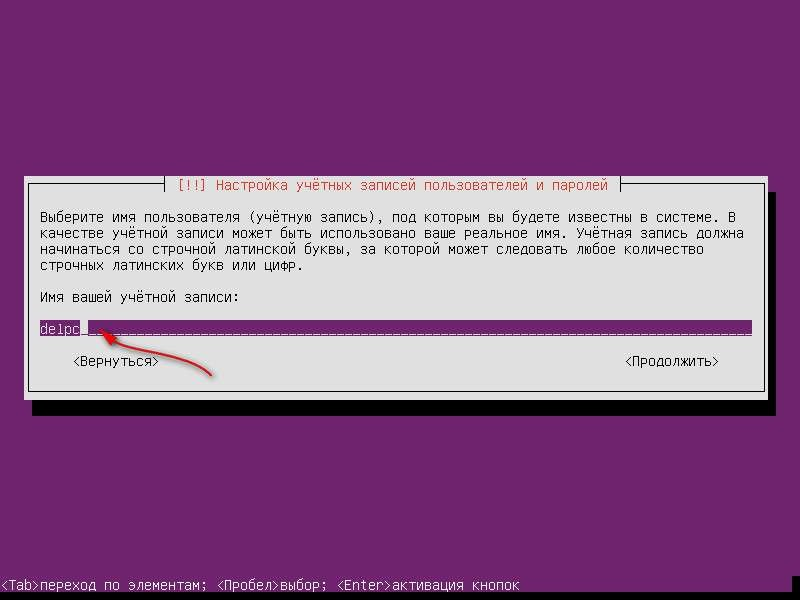 [!!] Настройка учётных записей пользователей и паролей
Выберите имя пользователя (учётную запись), под которым вы будете известны в системе. В
качестве учётной записи может быть использовано ваше реальное имя. Учётная запись должна
начинаться со строчной латинской буквы, за которой может следовать любое количество
строчных латинских букв или цифр.
Имя вашей учётной записи:
delpc
<Вернуться> <Продолжить>
<Tab>переход по элементам; <Пробел>выбор; <Enter>активация кнопок